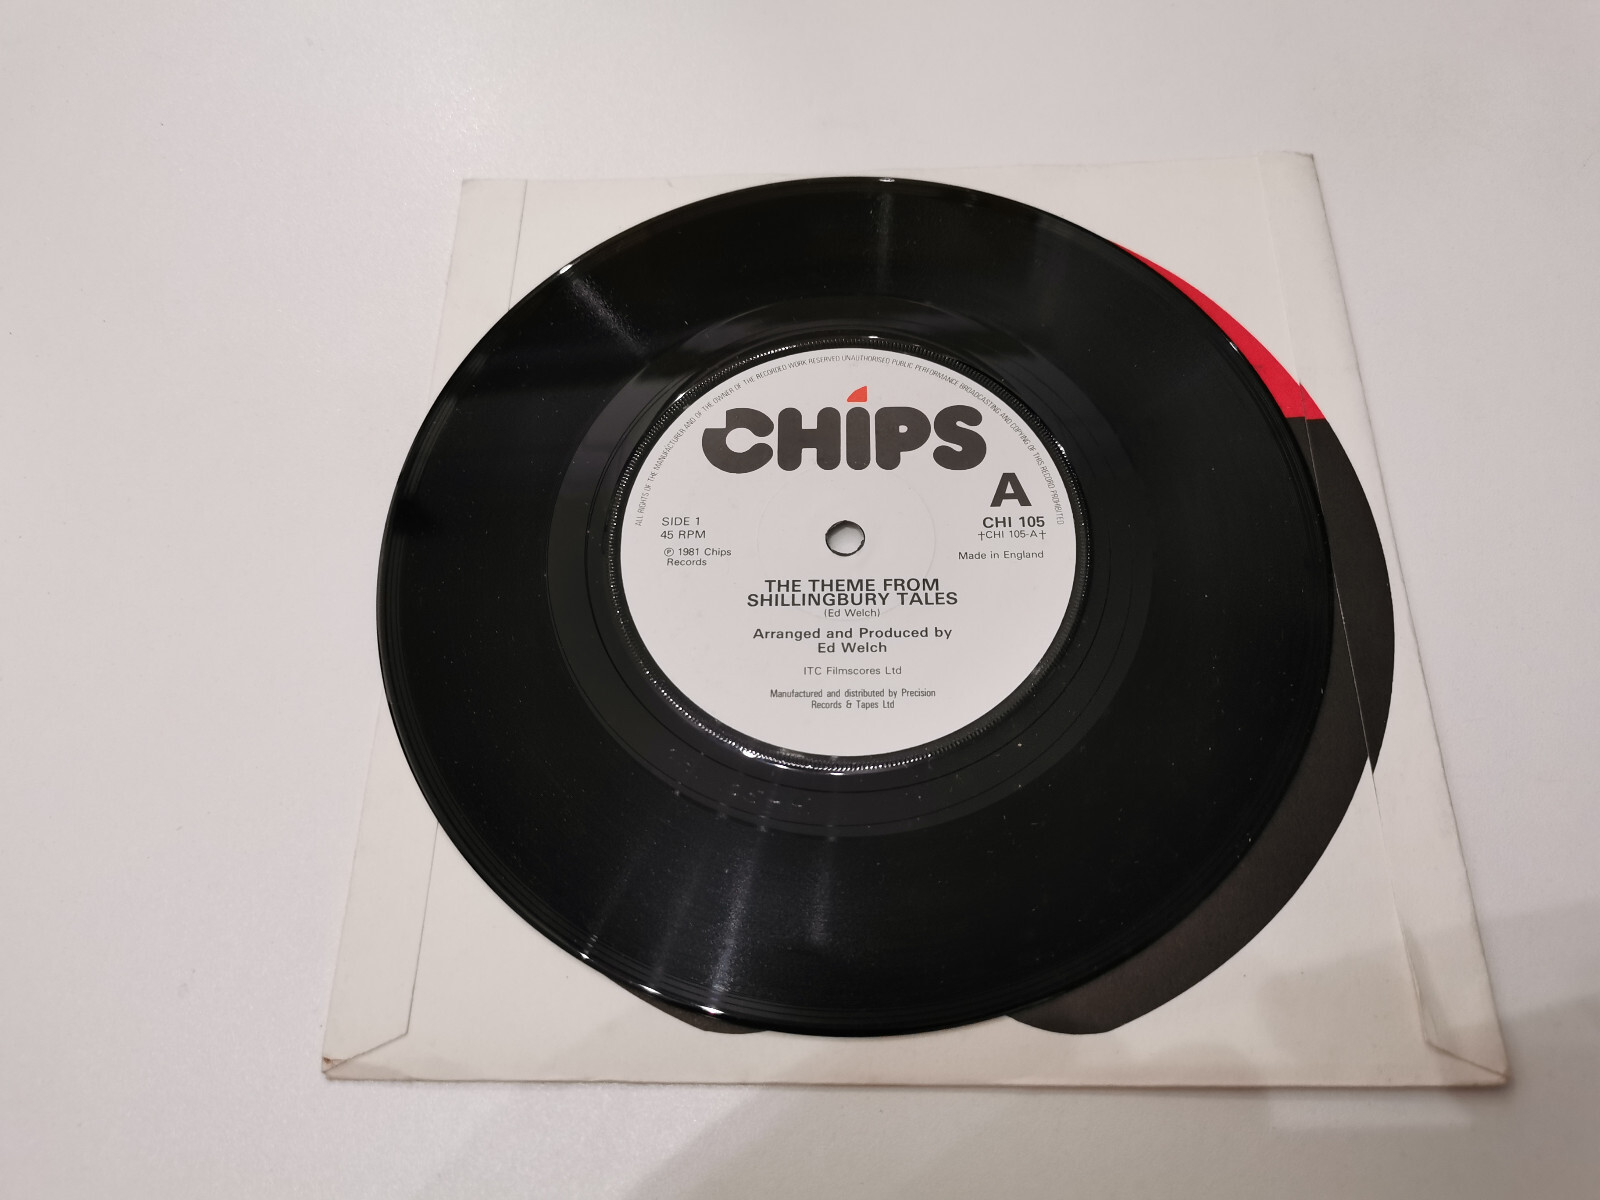 ALL RIGHTS OF THE MANUFACTURER AND OF THE OWNER OF THE RECORDED WORK RESERVED UNAUTHORISED PUBLIC PERFORMANCE BROADCASTING AND COPYING OF THIS RECORD PROHIBITED
CHIPS
A
SIDE 1
45 RPM
℗ 1981 Chips
Records
CHI 105
†CHI 105-A†
Made in England
THE THEME FROM
SHILLINGBURY TALES
(Ed Welch)
Arranged and Produced by
Ed Welch
ITC Filmscores Ltd
Manufactured and distributed by Precision
Records & Tapes Ltd